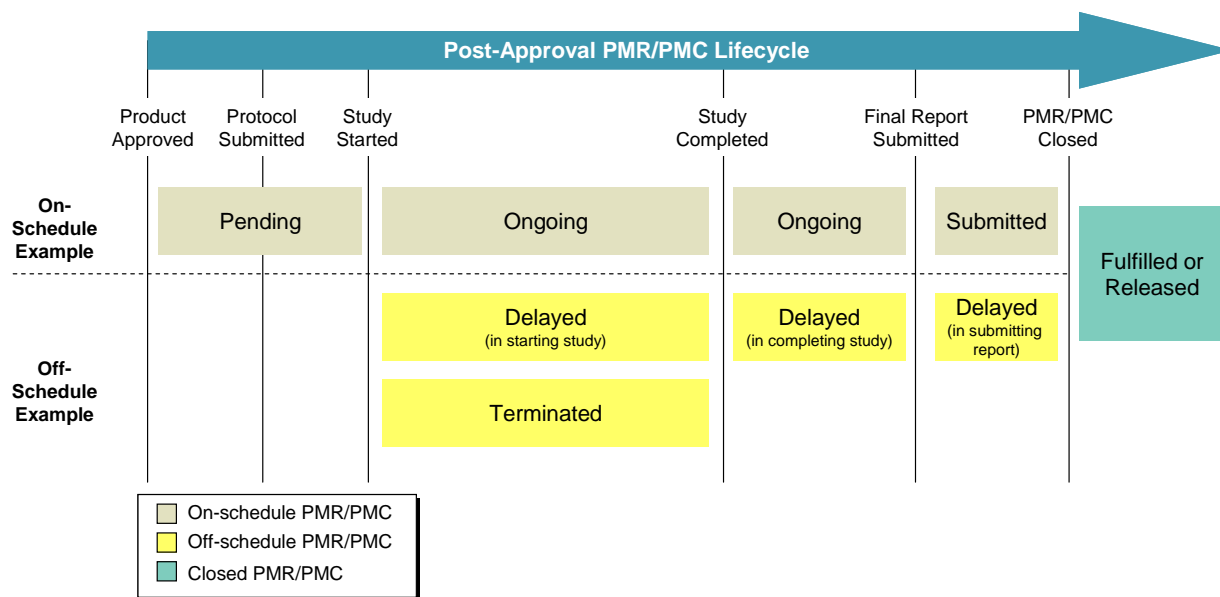 Post-Approval PMR/PMC Lifecycle
Product
Approved
Protocol
Submitted
Study
Started
Study
Completed
Final Report
Submitted
PMR/PMC
Closed
On-
Schedule
Example
Pending
Ongoing
Ongoing
Submitted
Fulfilled or
Released
Off-
Schedule
Example
Delayed
(in starting study)
Delayed
(in completing study)
Delayed
(in submitting
report)
Terminated
On-schedule PMR/PMC
Off-schedule PMR/PMC
Closed PMR/PMC